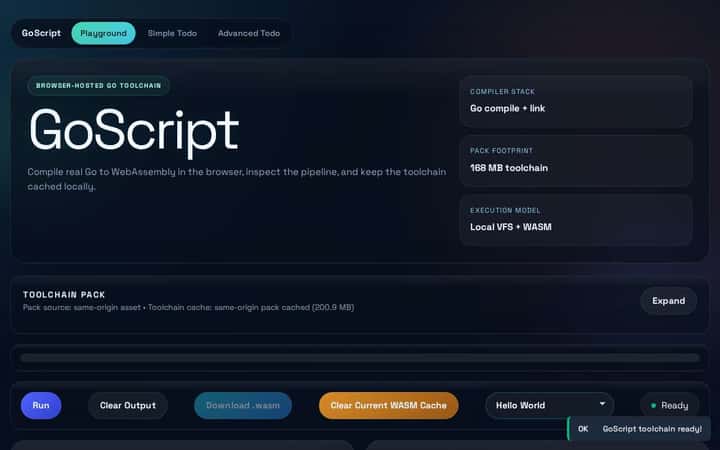 GoScript Playground Simple Todo Advanced Todo
BROWSER-HOSTED GO TOOLCHAIN
GoScript
Compile real Go to WebAssembly in the browser, inspect the pipeline, and keep the toolchain
cached locally.
COMPILER STACK
Go compile + link
PACK FOOTPRINT
168 MB toolchain
EXECUTION MODEL
Local VFS + WASM
TOOLCHAIN PACK
Pack source: same-origin asset • Toolchain cache: same-origin pack cached (200.9 MB)
Expand
Run Clear Output Download .wasm Clear Current WASM Cache Hello World Ready
OK GoScript toolchain ready!